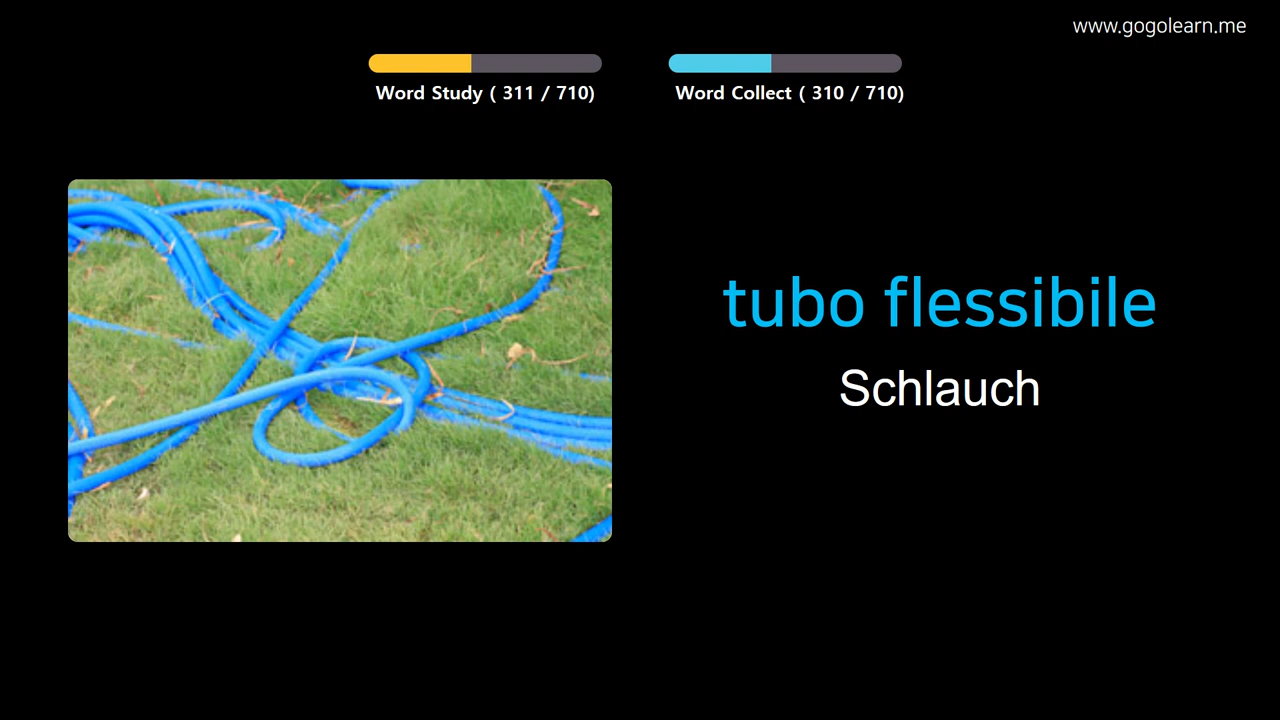 www.gogolearn.me
Word Study ( 311 / 710)
Word Collect ( 310 / 710)
tubo flessibile
Schlauch